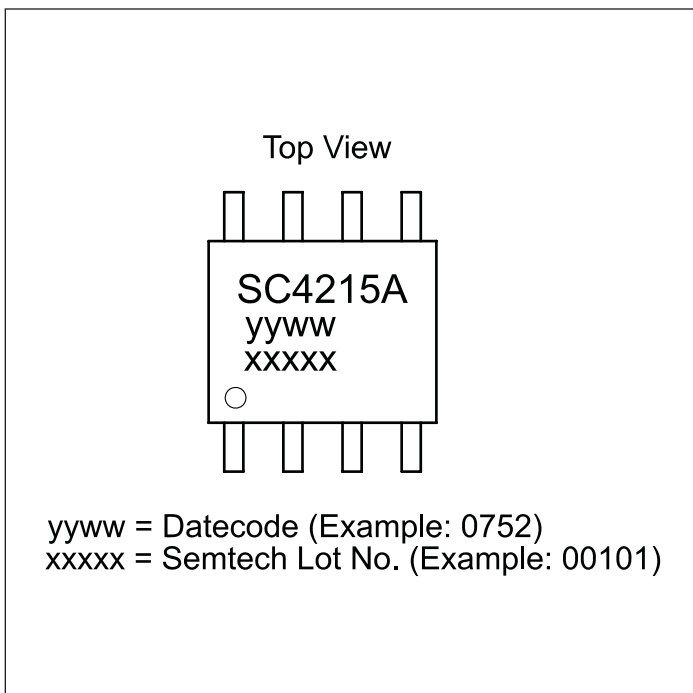 Top View
SC4215A
yyww
xxxxx
yyww = Datecode (Example: 0752)
xxxxx = Semtech Lot No. (Example: 00101)